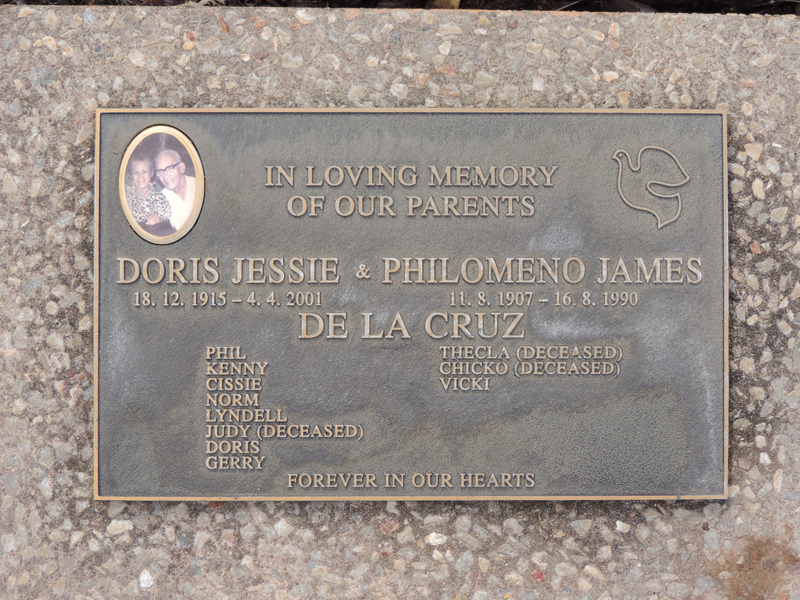 IN LOVING MEMORY
OF OUR PARENTS
DORIS JESSIE & PHILOMENO JAMES
18. 12. 1915 – 4. 4. 2001 11. 8. 1907 – 16. 8. 1990
DE LA CRUZ
PHIL
KENNY
CISSIE
NORM
LYNDELL
JUDY (DECEASED)
DORIS
GERRY
THECLA (DECEASED)
CHICKO (DECEASED)
VICKI
FOREVER IN OUR HEARTS